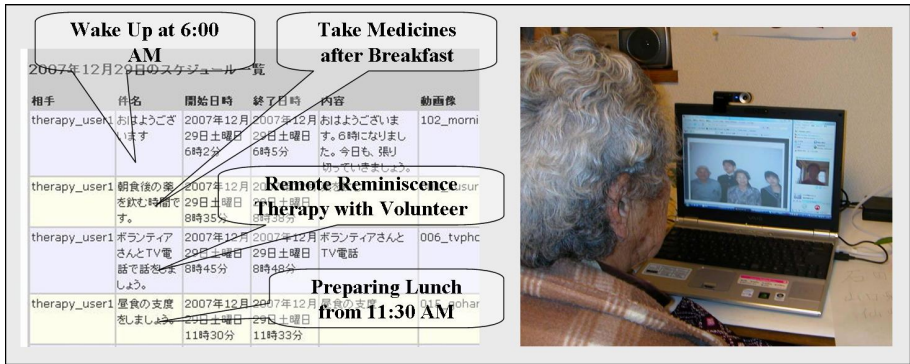 Wake Up at 6:00
AM
Take Medicines
after Breakfast
2007年12月29日のスケジュール一覧
相手 件名 開始日時 終了日時 内容 動画像
therapy_user1 おはようござ 2007年12月 2007年12月 おはようございま 102_morni
います 29日土曜日 29日土曜日 す。6時になりまし
6時2分 6時5分 た。今日も、張り
切っていきましょう。
therapy_user1 朝食後の薬 2007年12月
を飲む時間で 29日土曜日
す。 8時35分 8時38分
Remote Reminiscence
Therapy with Volunteer
therapy_user1 ボランティア 2007年12月 2007年12月 ボランティアさんと 006_tvphc
さんとTV電 29日土曜日 29日土曜日 TV電話
話で話をしま 8時45分 8時48分
しょう。
Preparing Lunch
from 11:30 AM
therapy_user1 昼食の支度 2007年12月 2007年12月 昼食の支度
をしましょう。 29日土曜日 29日土曜日
11時30分 11時33分